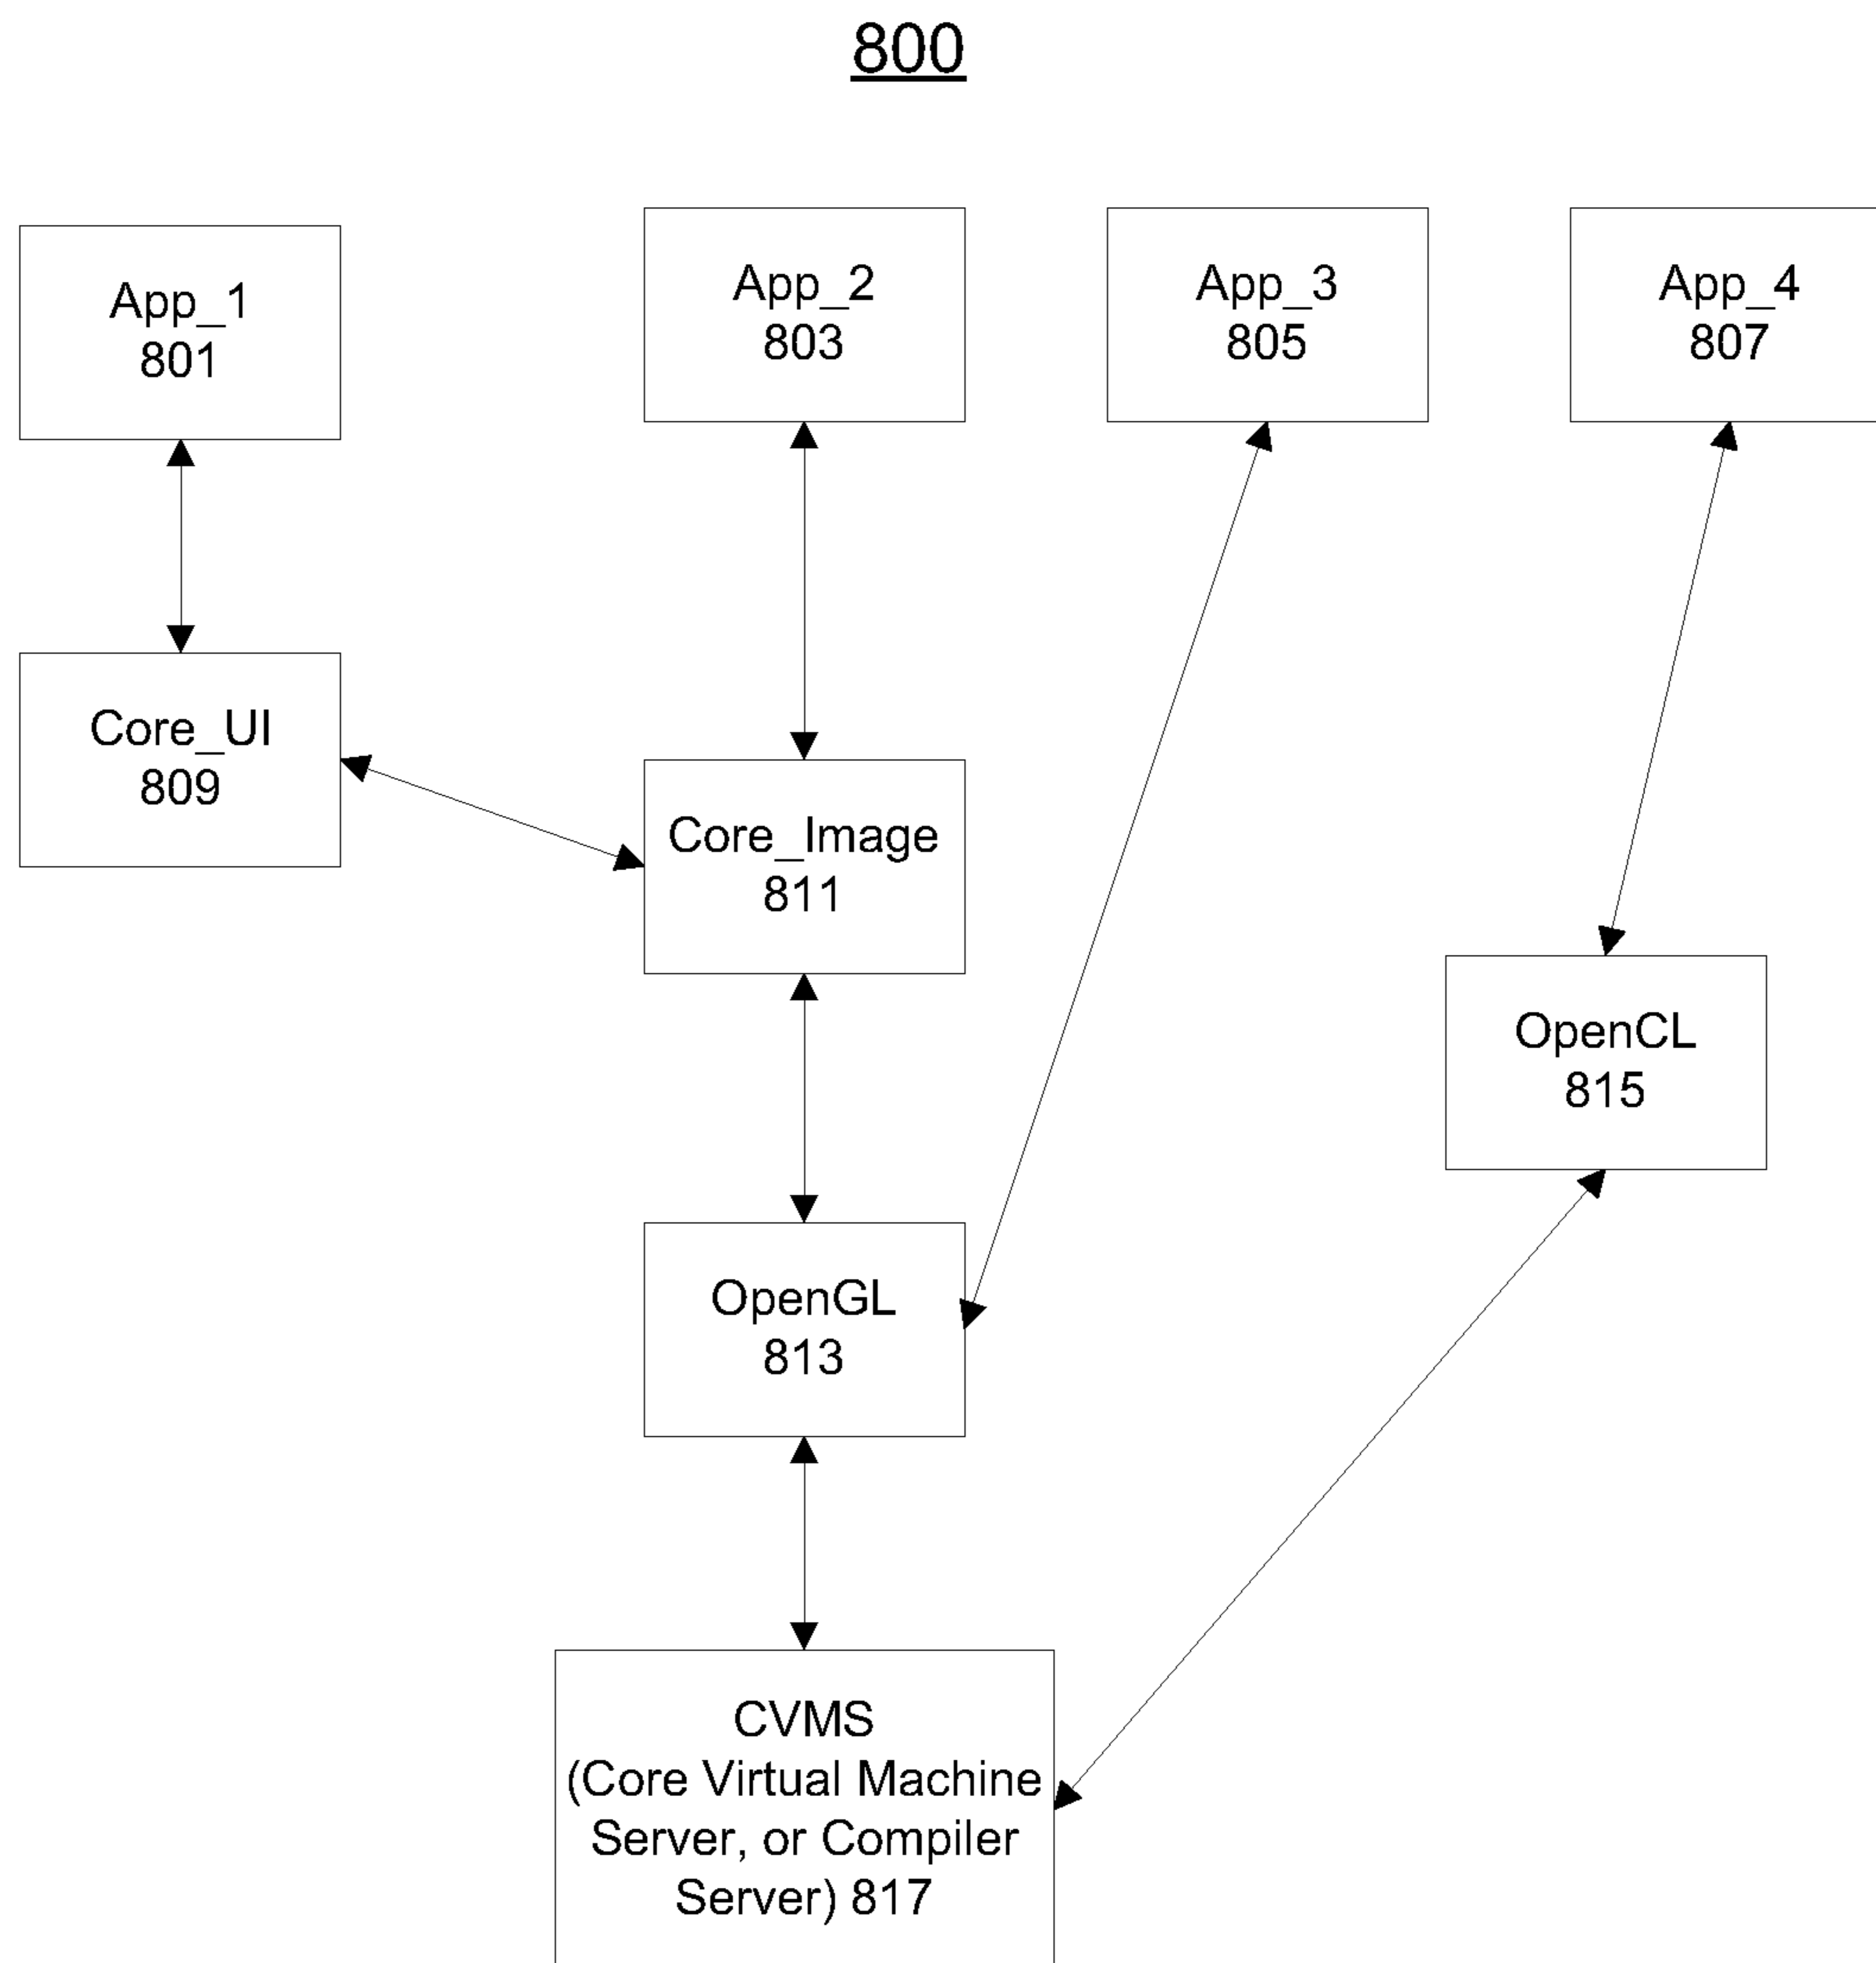 800
App_1
801
App_2
803
App_3
805
App_4
807
Core_UI
809
Core_Image
811
OpenCL
815
OpenGL
813
CVMS
(Core Virtual Machine
Server, or Compiler
Server) 817